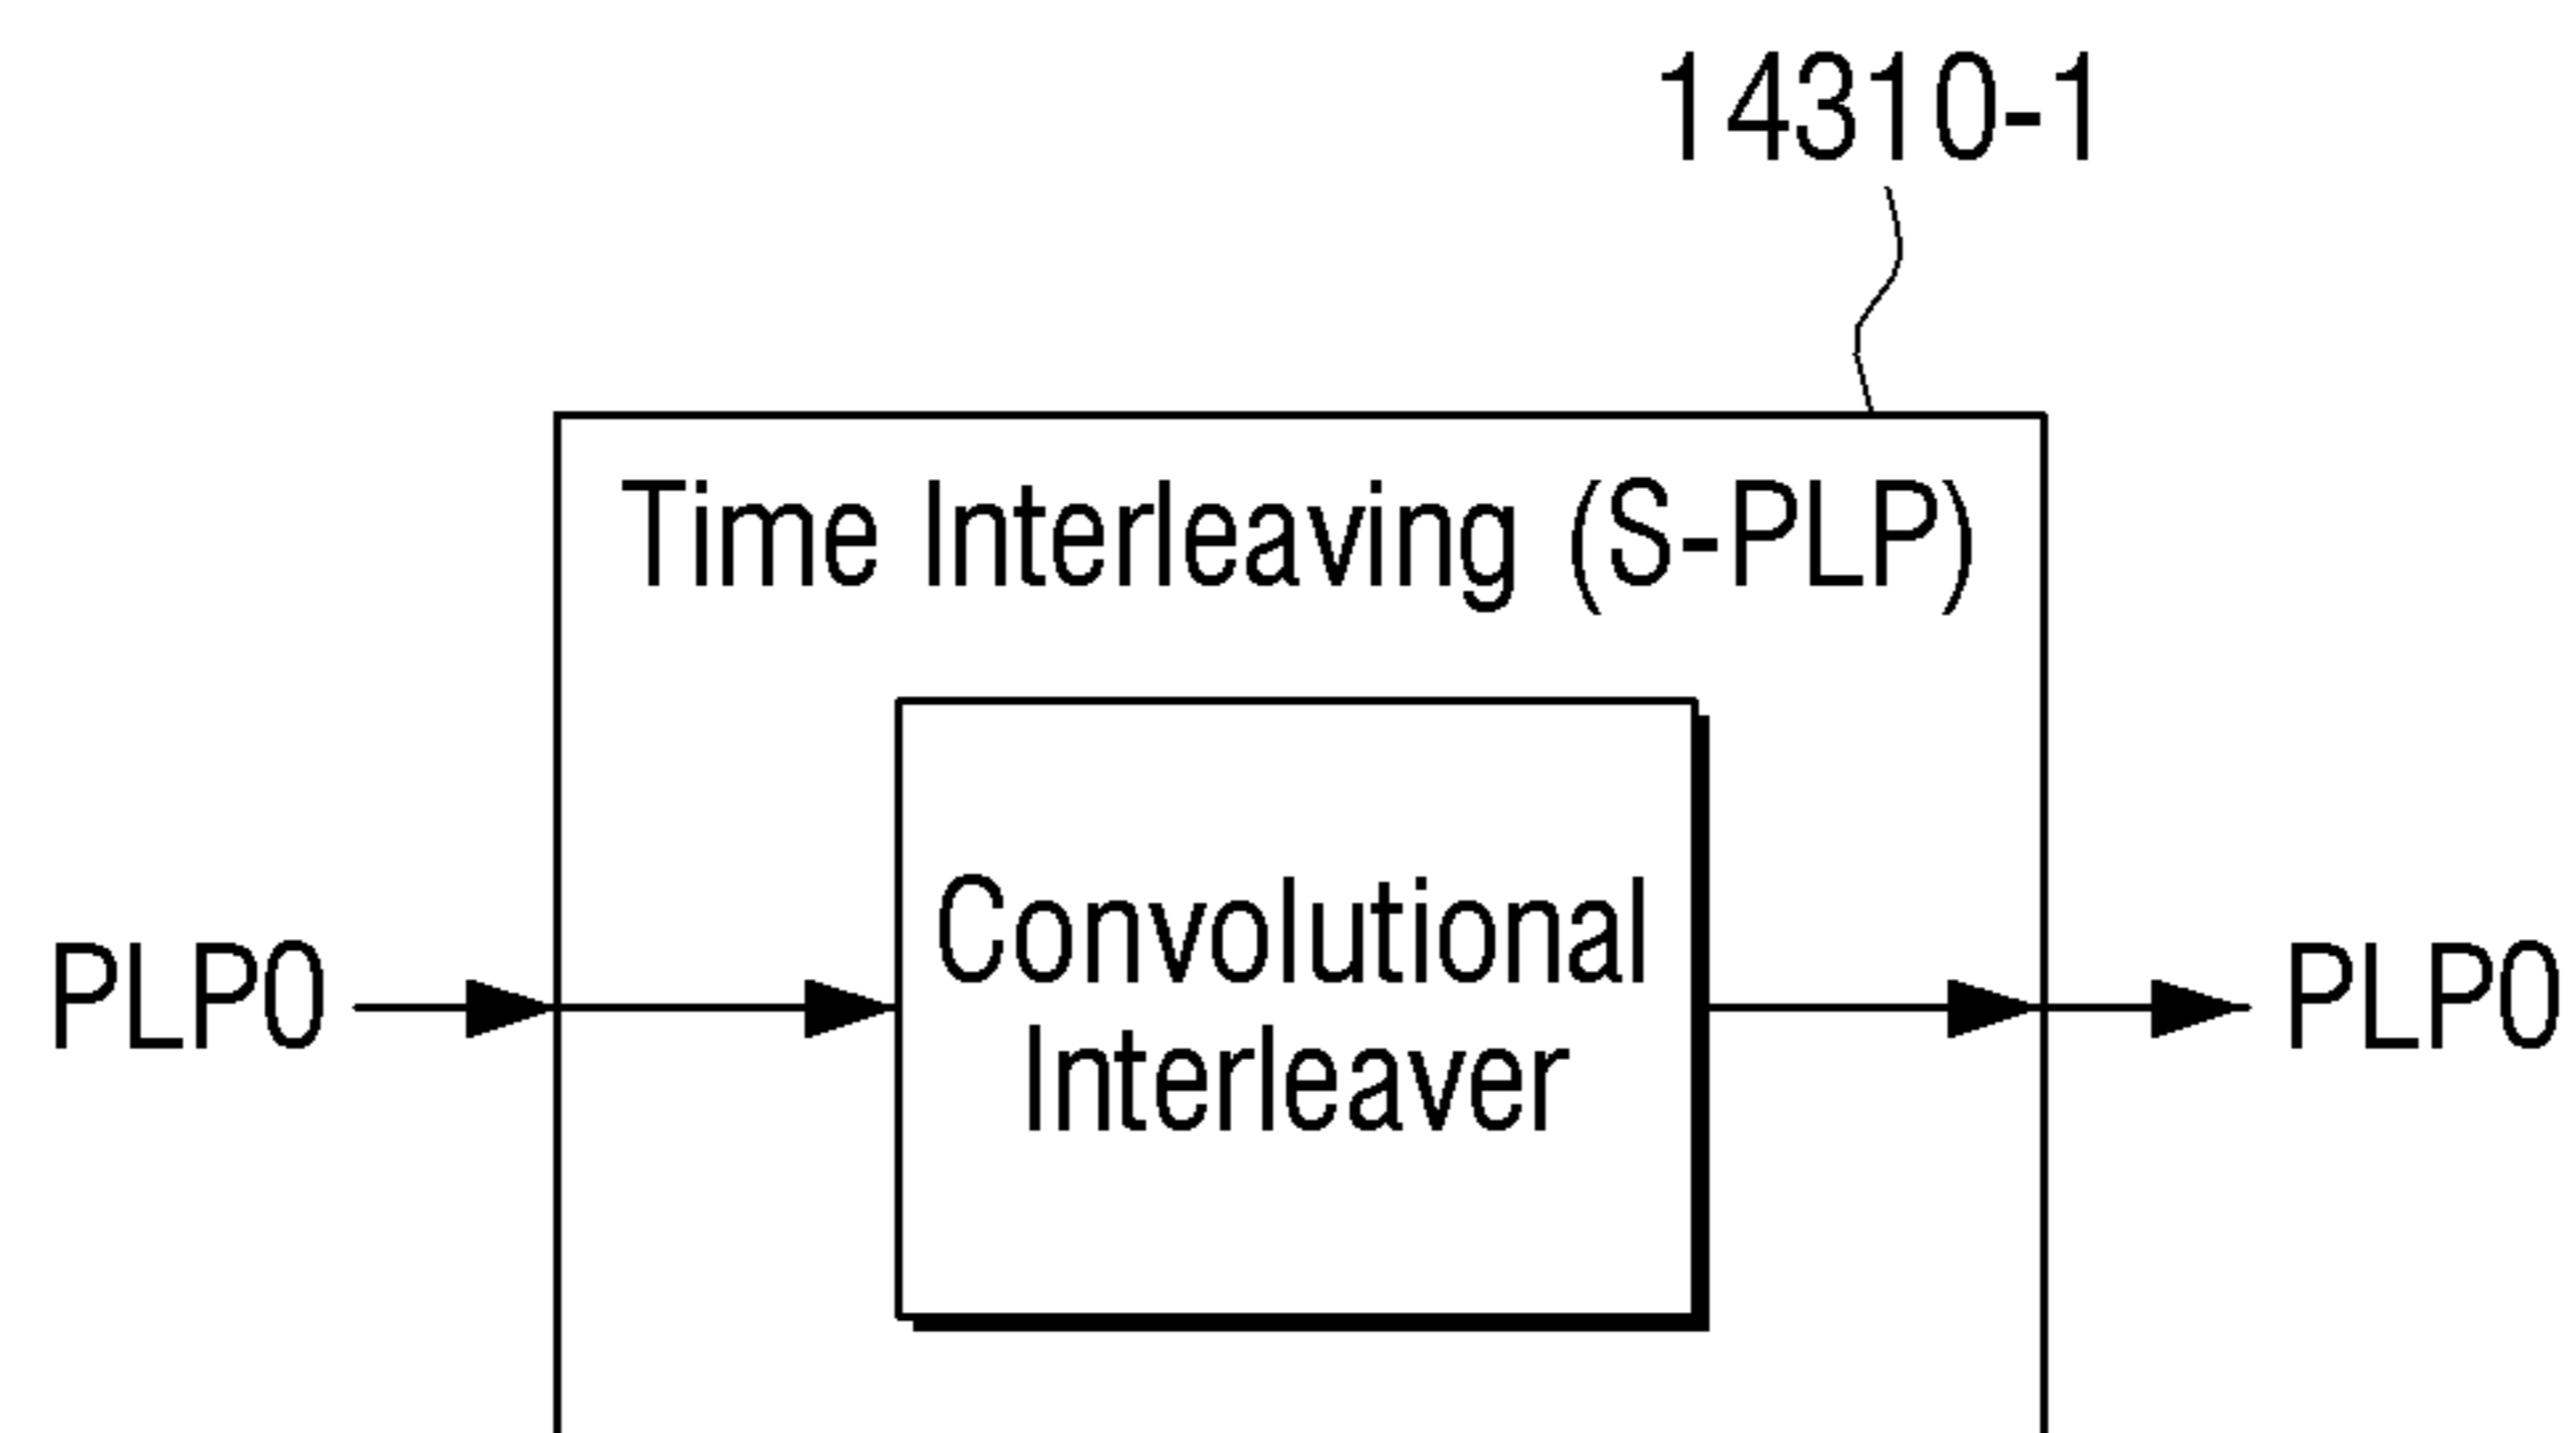 14310-1
Time Interleaving (S-PLP)
Convolutional
Interleaver
PLP0
PLP0